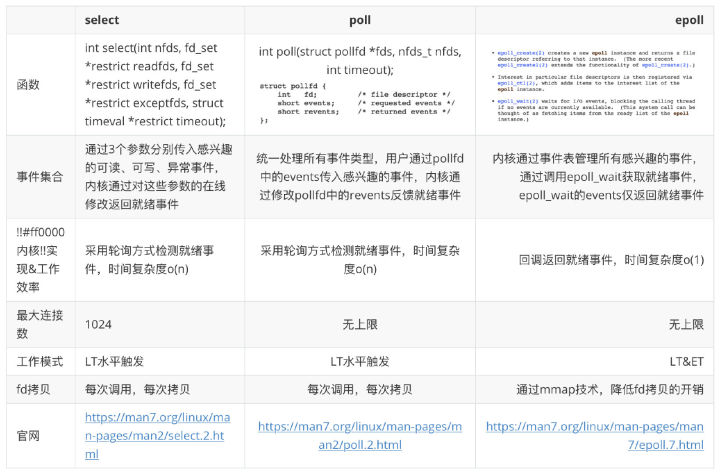 select
poll
epoll
函数
int select(int nfds, fd_set
*restrict readfds, fd_set
*restrict writefds, fd_set
*restrict exceptfds, struct
timeval *restrict timeout);
int poll(struct pollfd *fds, nfds_t nfds,
int timeout);
struct pollfd {
int fd; /* file descriptor */
short events; /* requested events */
short revents; /* returned events */
};
• epoll_create(2) creates a new epoll instance and returns a file
descriptor referring to that instance. (The more recent
epoll_create1(2) extends the functionality of epoll_create(2).)
• Interest in particular file descriptors is then registered via
epoll_ctl(2), which adds items to the interest list of the
epoll instance.
• epoll_wait(2) waits for I/O events, blocking the calling thread
if no events are currently available. (This system call can be
thought of as fetching items from the ready list of the epoll
instance.)
事件集合
通过3个参数分别传入感兴趣
的可读、可写、异常事件，
内核通过对这些参数的在线
修改返回就绪事件
统一处理所有事件类型，用户通过pollfd
中的events传入感兴趣的事件，内核通
过修改pollfd中的revents反馈就绪事件
内核通过事件表管理所有感兴趣的事件，
通过调用epoll_wait获取就绪事件，
epoll_wait的事件仅返回就绪事件
!!#ff0000
内核!!实
现&工作
效率
采用轮询方式检测就绪事
件，时间复杂度o(n)
采用轮询方式检测就绪事件，时间复杂
度o(n)
回调返回就绪事件，时间复杂度o(1)
最大连接
数
1024
无上限
无上限
工作模式
LT水平触发
LT水平触发
LT&ET
fd拷贝
每次调用，每次拷贝
每次调用，每次拷贝
通过mmap技术，降低fd拷贝的开销
官网
https://man7.org/linux/ma
n-pages/man2/select.2.ht
ml
https://man7.org/linux/man-pages/m
an2/poll.2.html
https://man7.org/linux/man-pages/man
7/epoll.7.html